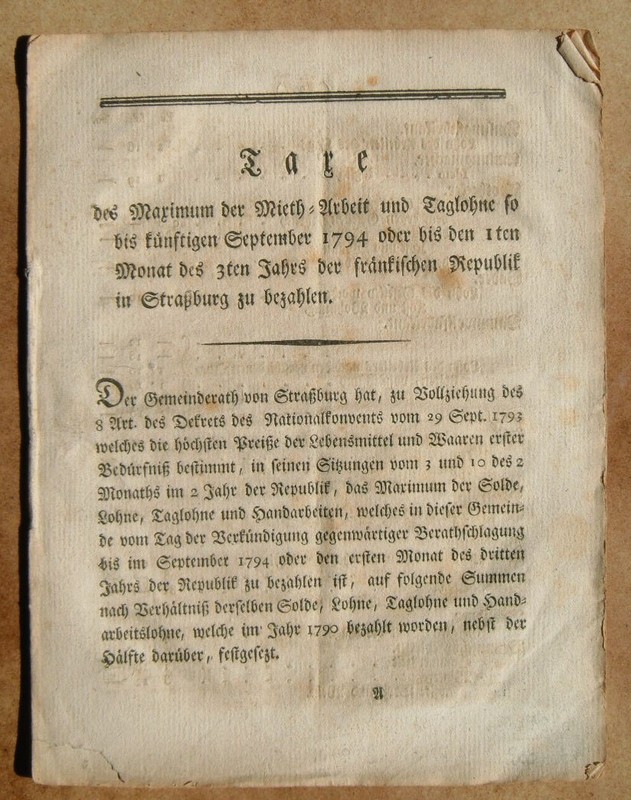 Taxe
des Maximum der Mieth-Arbeit und Taglohne so
bis künftigen September 1794 oder bis den 1ten
Monat des 3ten Jahrs der fränkischen Republik
in Straßburg zu bezahlen.
Der Gemeinderath von Straßburg hat, zu Vollziehung des
8 Art. des Dekrets des Nationalkonvents vom 29 Sept. 1793
welches die höchsten Preiße der Lebensmittel und Waaren erster
Bedürfniß bestimmt, in seinen Sitzungen vom 3 und 10 des 2
Monaths im 2 Jahr der Republik, das Maximum der Solde,
Lohne, Taglohne und Handarbeiten, welches in dieser Gemein-
de vom Tag der Verkündigung gegenwärtiger Berathschlagung
bis im September 1794 oder den ersten Monat des dritten
Jahrs der Republik zu bezahlen ist, auf folgende Summen
nach Verhältniß derselben Solde, Lohne, Taglohne und Hand-
arbeitslohne, welche im Jahr 1790 bezahlt worden, nebst der
Hälfte darüber, festgesezt.
A